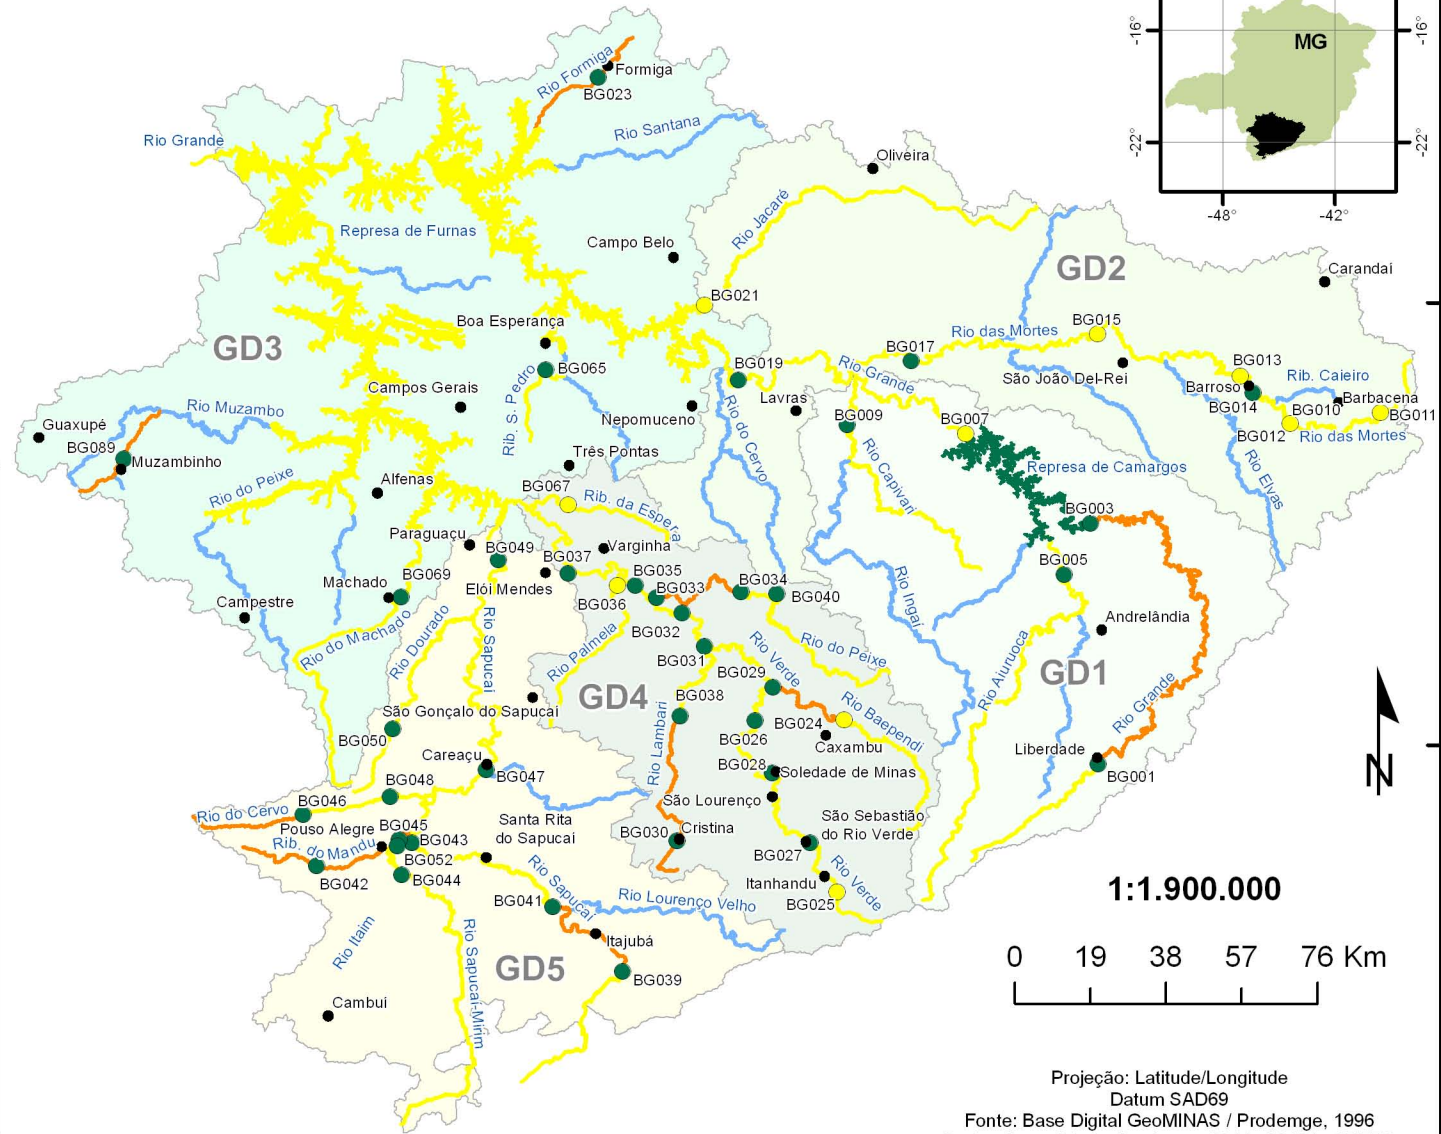 -16°
MG
-16°
-22°
-22°
-48°
-42°
Rio Formiga
Formiga
BG023
Rio Grande
Rio Santana
Oliveira
Represa de Furnas
Rio Jacaré
Campo Belo
GD2
Carandaí
BG021
Boa Esperança
BG015
Rio das Mortes
GD3
BG017
BG013
BG065
BG019
Rio Grande
São João Del-Rei
Barroso
Rib. Caieiro
Campos Gerais
Rib. S. Pedro
Lavras
BG014
BG010
Barbacena
BG011
Rio Muzambo
Nepomuceno
Rio do Cervo
BG009
BG007
BG012
Rio das Mortes
Guaxupé
BG089
Muzambinho
Três Pontas
Rio Capivari
Represa de Camargos
Rio Elvas
Rio do Peixe
Alfenas
BG067
Rib. da Espera
BG003
Paraguaçu
BG049
BG037
Varginha
BG005
Machado
BG069
Elói Mendes
BG035
BG033
BG034
BG040
Rio Ingaí
Campestre
BG036
BG032
Andrelândia
Rio do Machado
Rio Dourado
Rio Sapucaí
Rio Palmela
BG031
Rio Verde
Rio do Peixe
Rio Aiuruoca
GD1
BG029
GD4
BG038
Rio Baependi
Rio Grande
São Gonçalo do Sapucaí
BG024
BG050
BG026
Caxambu
Careaçu
Rio Lambari
Liberdade
BG047
BG028
Soledade de Minas
BG001
BG048
N
BG046
São Lourenço
Rio do Cervo
Santa Rita
do Sapucaí
São Sebastião
do Rio Verde
Pouso Alegre
BG045
BG030
Cristina
Rib. do Mandu
BG043
BG027
BG052
BG042
BG044
Rio Sapucaí
Itanhandu
Rio Verde
1:1.900.000
BG041
Rio Lourenço Velho
BG025
Rio Itaim
Rio Sapucaí-Mirim
Itajubá
GD5
BG039
0 19 38 57 76 Km
Cambuí
Projeção: Latitude/Longitude
Datum SAD69
Fonte: Base Digital GeoMINAS / Prodemge, 1996